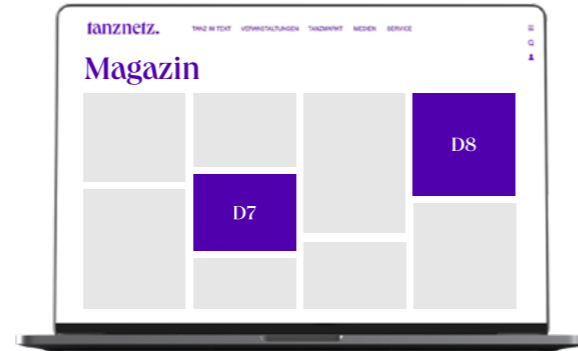 tanznetz.
TANZ IM TEXT VERANSTALTUNGEN TANZMARKT MEDIEN SERVICE
Magazin
D8
D7